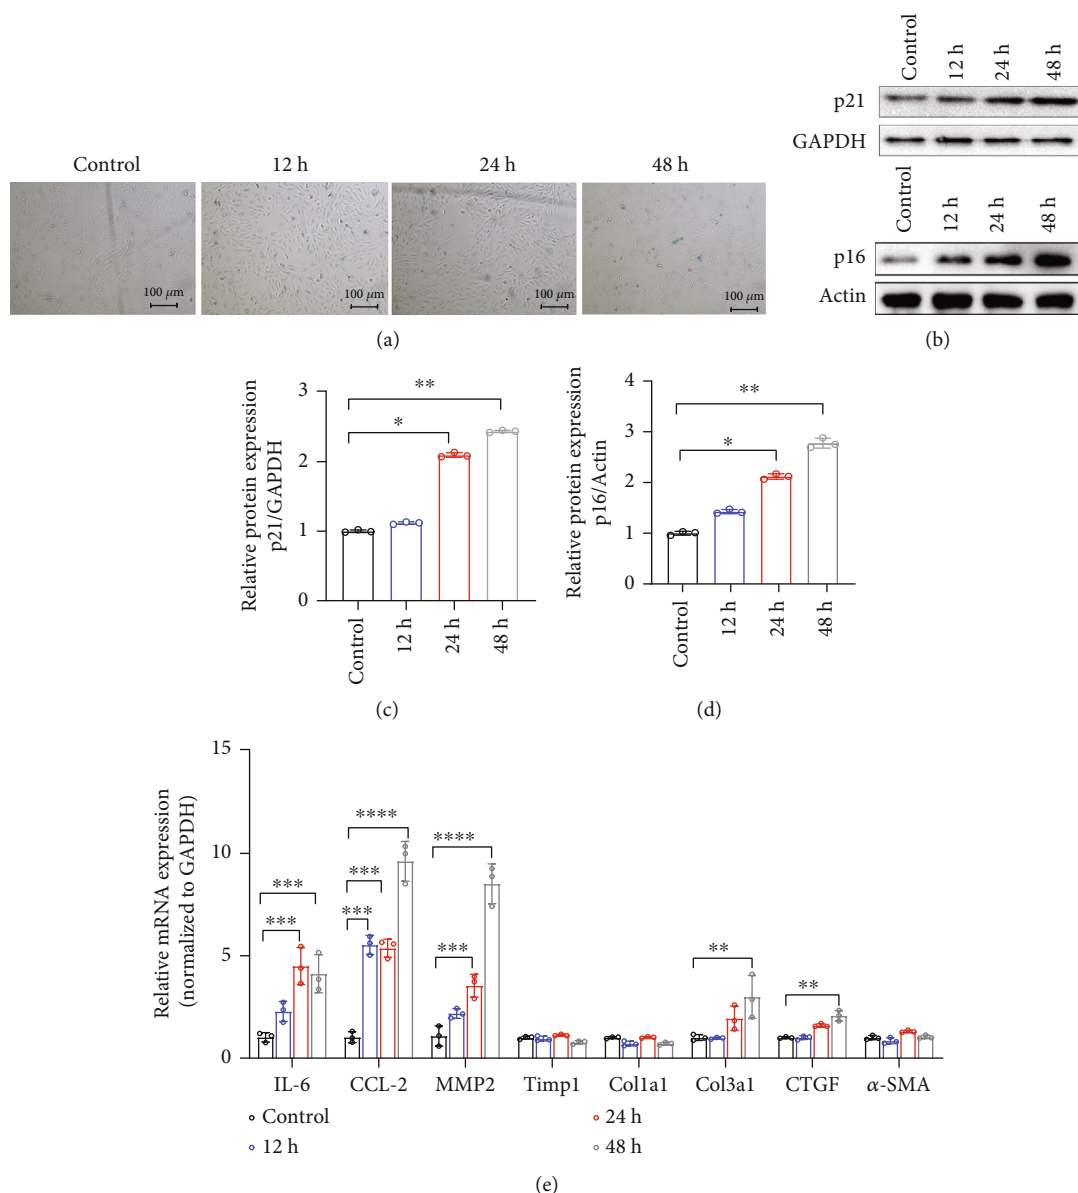 Control
12 h
24 h
48 h
p21
GAPDH
Control
12 h
24 h
48 h
p16
Actin
(b)
Control 12 h 24 h 48 h
100 μm 100 μm 100 μm 100 μm
(a)
Relative protein expression
p21/GAPDH
3
2
1
0
**
*
Control
12 h
24 h
48 h
(c)
Relative protein expression
p16/Actin
4
3
2
1
0
**
*
Control
12 h
24 h
48 h
(d)
Relative mRNA expression
(normalized to GAPDH)
15
10
5
0
***
***
****
***
***
****
***
**
**
IL-6 CCL-2 MMP2 Timp1 Col1a1 Col3a1 CTGF α-SMA
Control 24 h
12 h 48 h
(e)